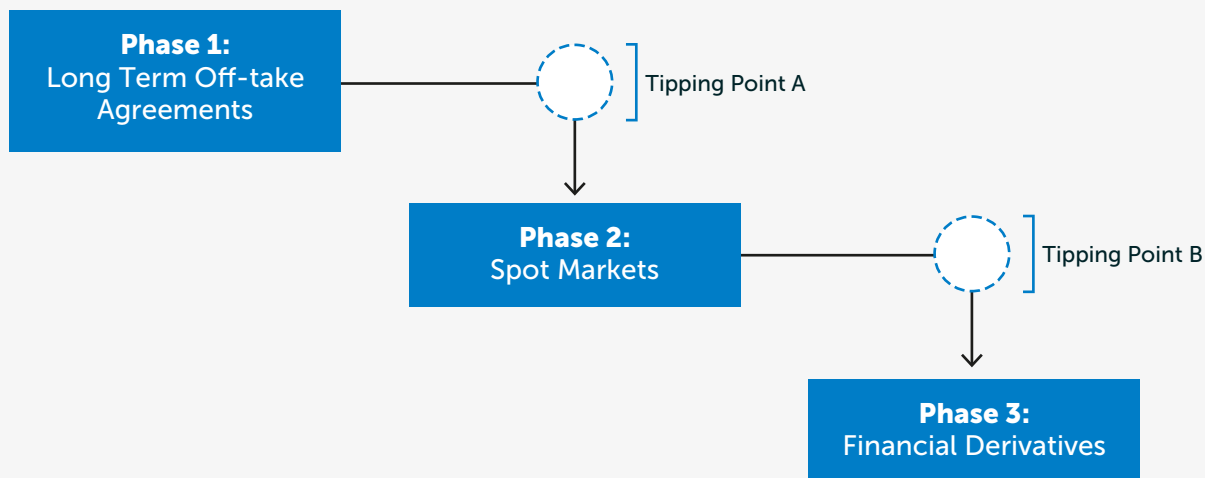 Phase 1:
Long Term Off-take
Agreements
Tipping Point A
Phase 2:
Spot Markets
Tipping Point B
Phase 3:
Financial Derivatives